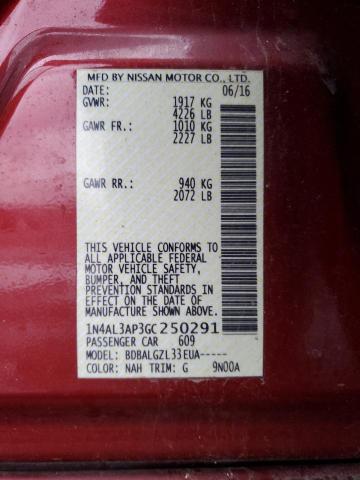 MFD BY NISSAN MOTOR CO., LTD.
DATE: 06/16
GVWR: 1917 KG
4226 LB
GAWR FR.: 1010 KG
2227 LB
GAWR RR.: 940 KG
2072 LB
THIS VEHICLE CONFORMS TO
ALL APPLICABLE FEDERAL
MOTOR VEHICLE SAFETY,
BUMPER, AND THEFT
PREVENTION STANDARDS IN
EFFECT ON THE DATE OF
MANUFACTURE SHOWN ABOVE.
1N4AL3AP3GC250291
PASSENGER CAR 609
MODEL: BDBALGZL33EUA-----
COLOR: NAH TRIM: G 9N00A